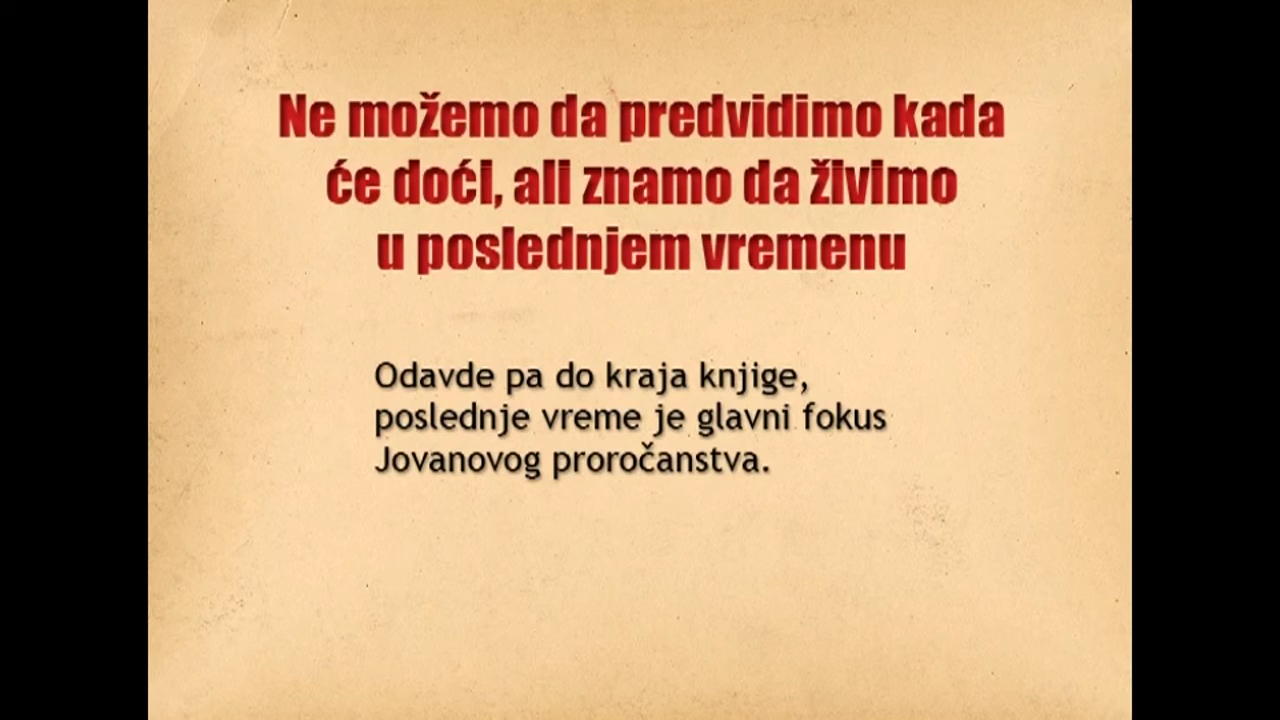 Ne možemo da predvidimo kada
će doći, ali znamo da živimo
u poslednjem vremenu
Odavde pa do kraja knjige,
poslednje vreme je glavni fokus
Jovanovog proročanstva.